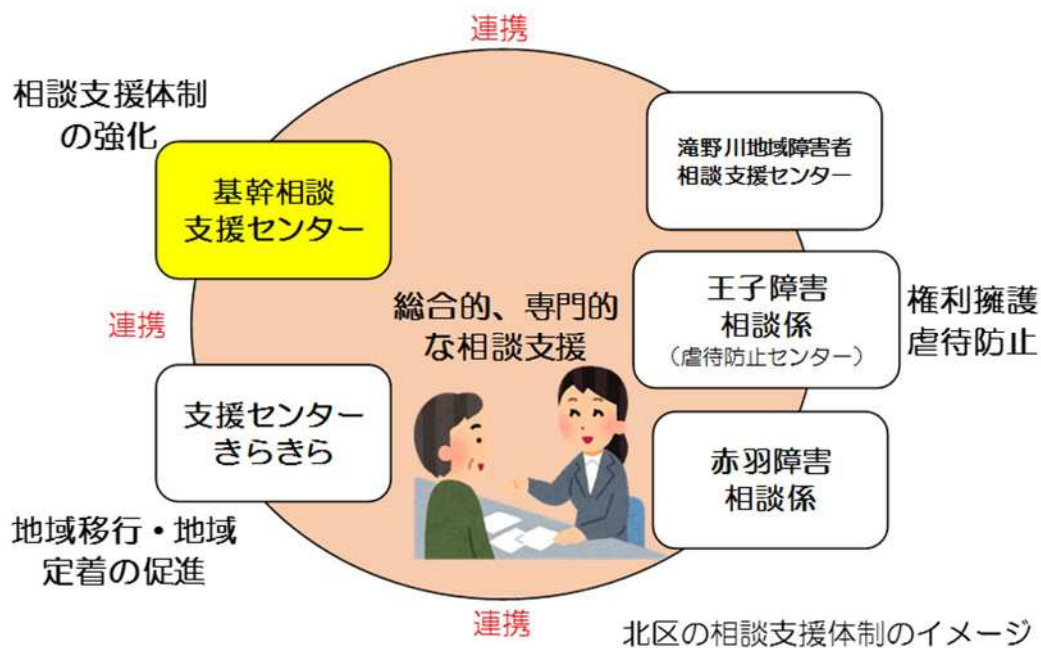 連携
相談支援体制
の強化
基幹相談
支援センター
滝野川地域障害者
相談支援センター
連携
総合的、専門的
な相談支援
王子障害
相談係
（虐待防止センター）
権利擁護
虐待防止
支援センター
きらきら
赤羽障害
相談係
地域移行・地域
定着の促進
連携
北区の相談支援体制のイメージ